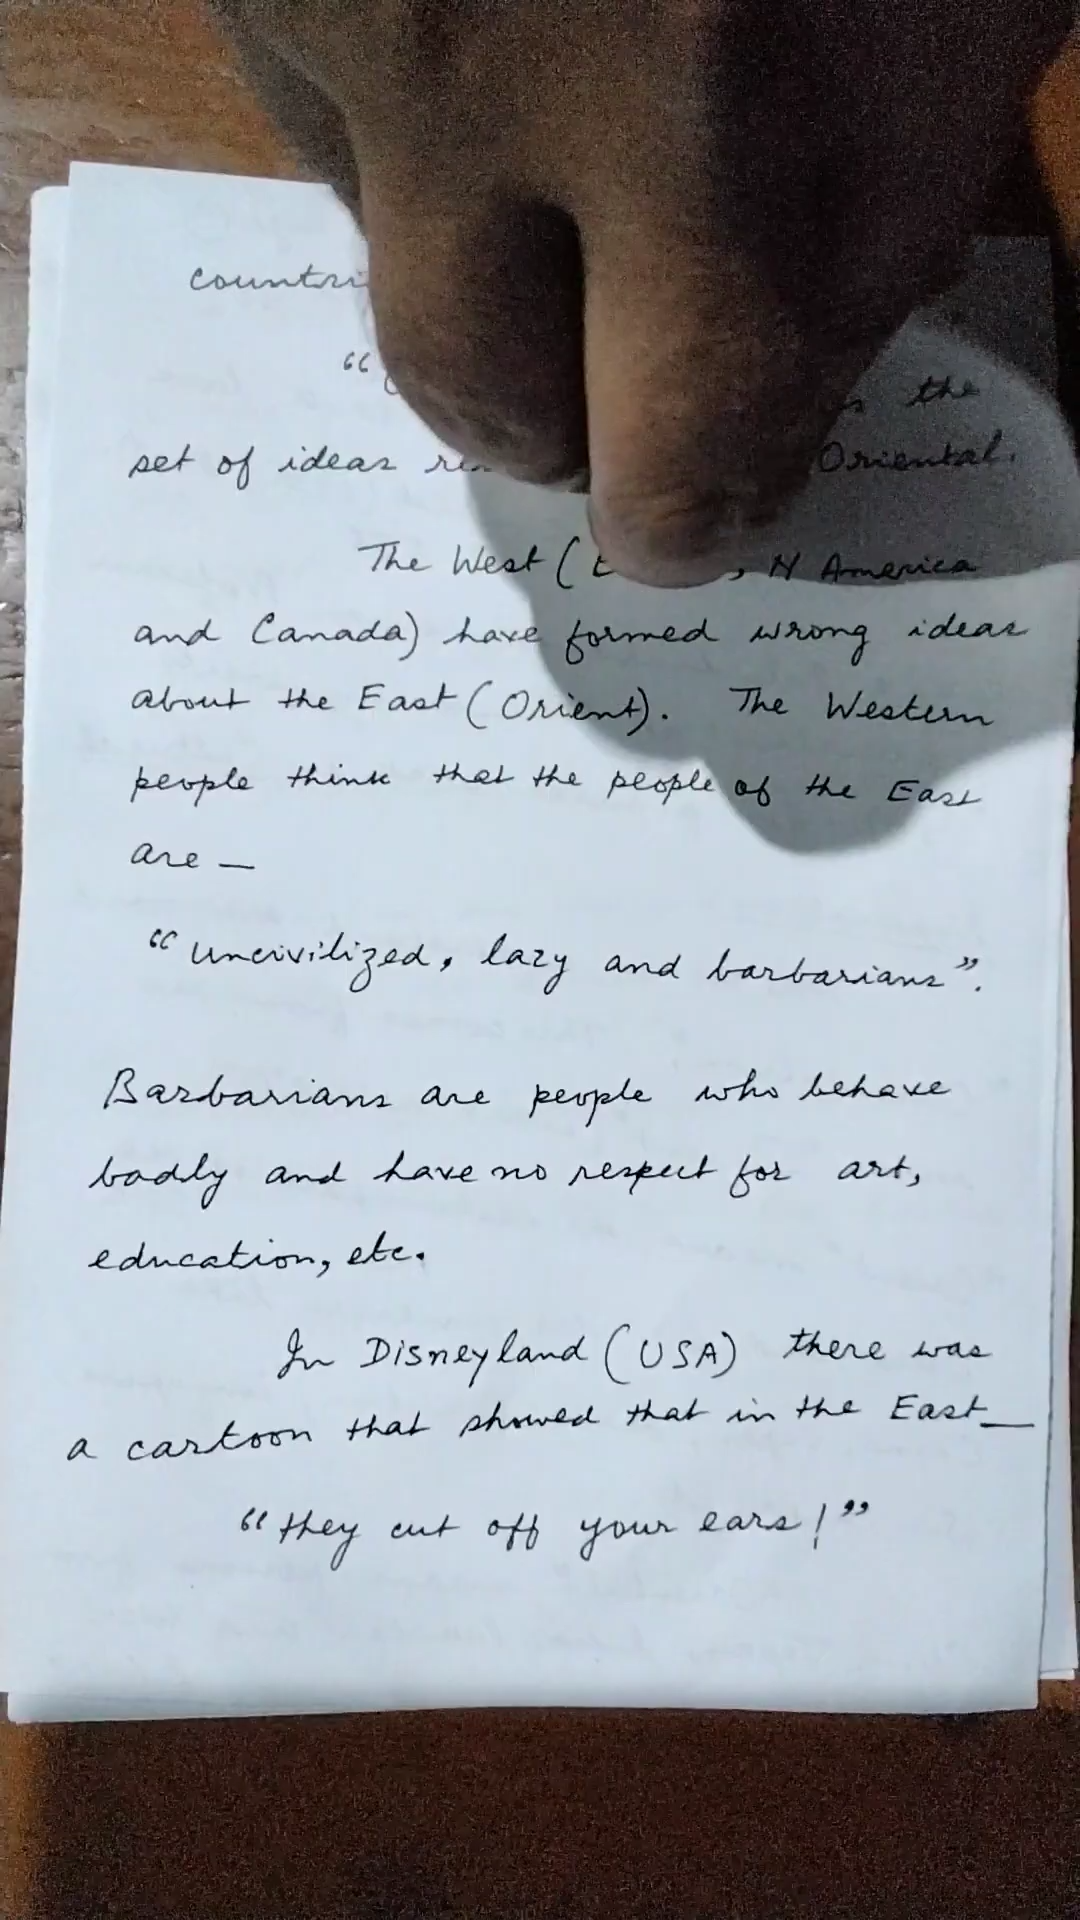 “
the
set of ideas Oriental.
The West ( , N America
and Canada) have formed wrong ideas
about the East (Orient). The Western
people think that the people of the East
are —
“uncivilized, lazy and barbarians”.
Barbarians are people who behave
badly and have no respect for art,
education, etc.
In Disneyland (USA) there was
a cartoon that showed that in the East —
“they cut off your ears!”